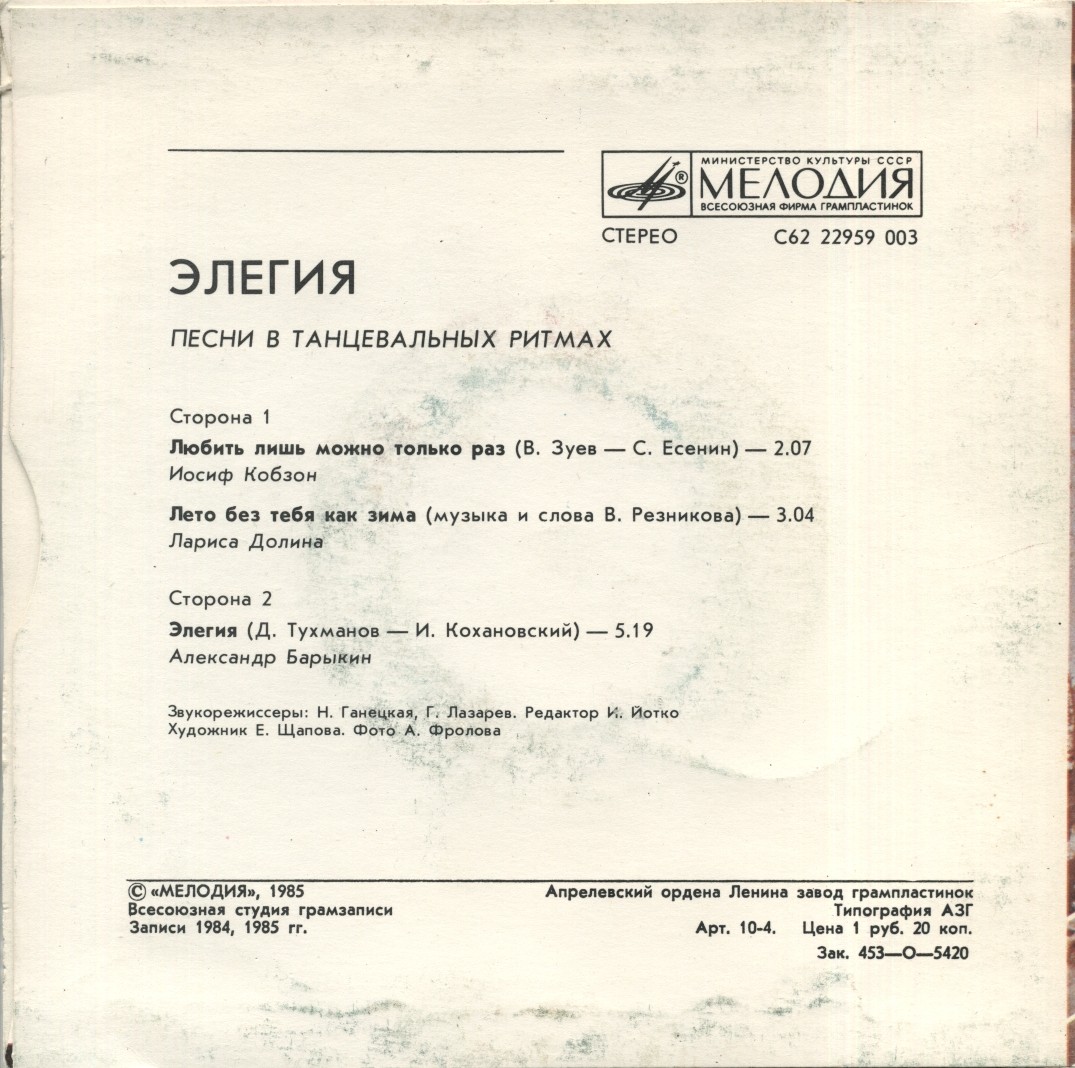 МИНИСТЕРСТВО КУЛЬТУРЫ СССР
® МЕЛОДИЯ
ВСЕСОЮЗНАЯ ФИРМА ГРАМПЛАСТИНОК
СТЕРЕО С62 22959 003
ЭЛЕГИЯ
ПЕСНИ В ТАНЦЕВАЛЬНЫХ РИТМАХ
Сторона 1
Любить лишь можно только раз (В. Зуев — С. Есенин) — 2.07
Иосиф Кобзон
Лето без тебя как зима (музыка и слова В. Резникова) — 3.04
Лариса Долина
Сторона 2
Элегия (Д. Тухманов — И. Кохановский) — 5.19
Александр Барыкин
Звукорежиссеры: Н. Ганецкая, Г. Лазарев. Редактор И. Йотко
Художник Е. Щапова. Фото А. Фролова
© «МЕЛОДИЯ», 1985
Всесоюзная студия грамзаписи
Записи 1984, 1985 гг.
Апрелевский ордена Ленина завод грампластинок
Типография АЗГ
Арт. 10-4. Цена 1 руб. 20 коп.
Зак. 453—О—5420